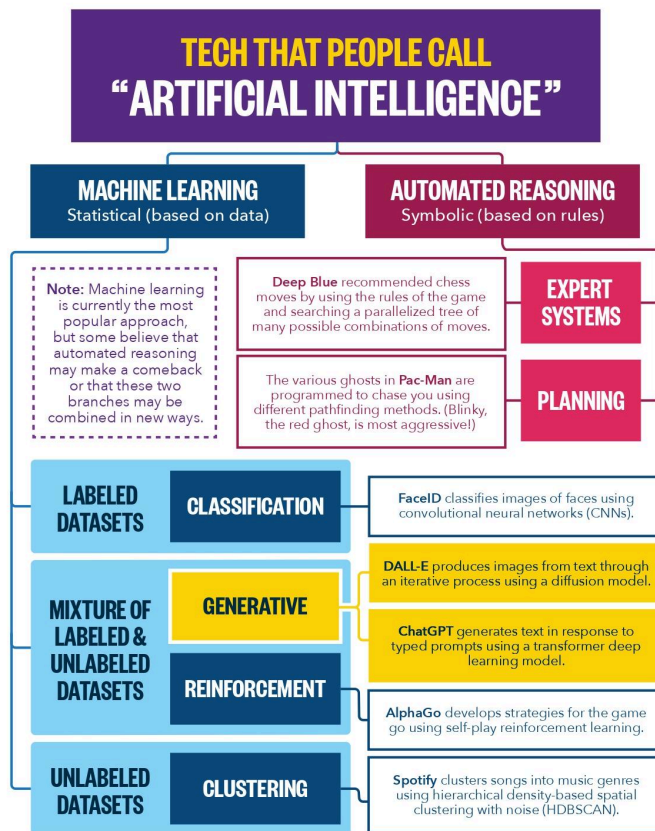 TECH THAT PEOPLE CALL
"ARTIFICIAL INTELLIGENCE"
MACHINE LEARNING
Statistical (based on data)
AUTOMATED REASONING
Symbolic (based on rules)
Note: Machine learning
is currently the most
popular approach,
but some believe that
automated reasoning
may make a comeback
or that these two
branches may be
combined in new ways.
Deep Blue recommended chess
moves by using the rules of the game
and searching a parallelized tree of
many possible combinations of moves.
EXPERT
SYSTEMS
The various ghosts in Pac-Man are
programmed to chase you using
different pathfinding methods. (Blinky,
the red ghost, is most aggressive!)
PLANNING
LABELED
DATASETS
CLASSIFICATION
FaceID classifies images of faces using
convolutional neural networks (CNNs).
MIXTURE OF
LABELED &
UNLABELED
DATASETS
GENERATIVE
DALL-E produces images from text through
an iterative process using a diffusion model.
ChatGPT generates text in response to
typed prompts using a transformer deep
learning model.
REINFORCEMENT
AlphaGo develops strategies for the game
go using self-play reinforcement learning.
UNLABELED
DATASETS
CLUSTERING
Spotify clusters songs into music genres
using hierarchical density-based spatial
clustering with noise (HDBSCAN).